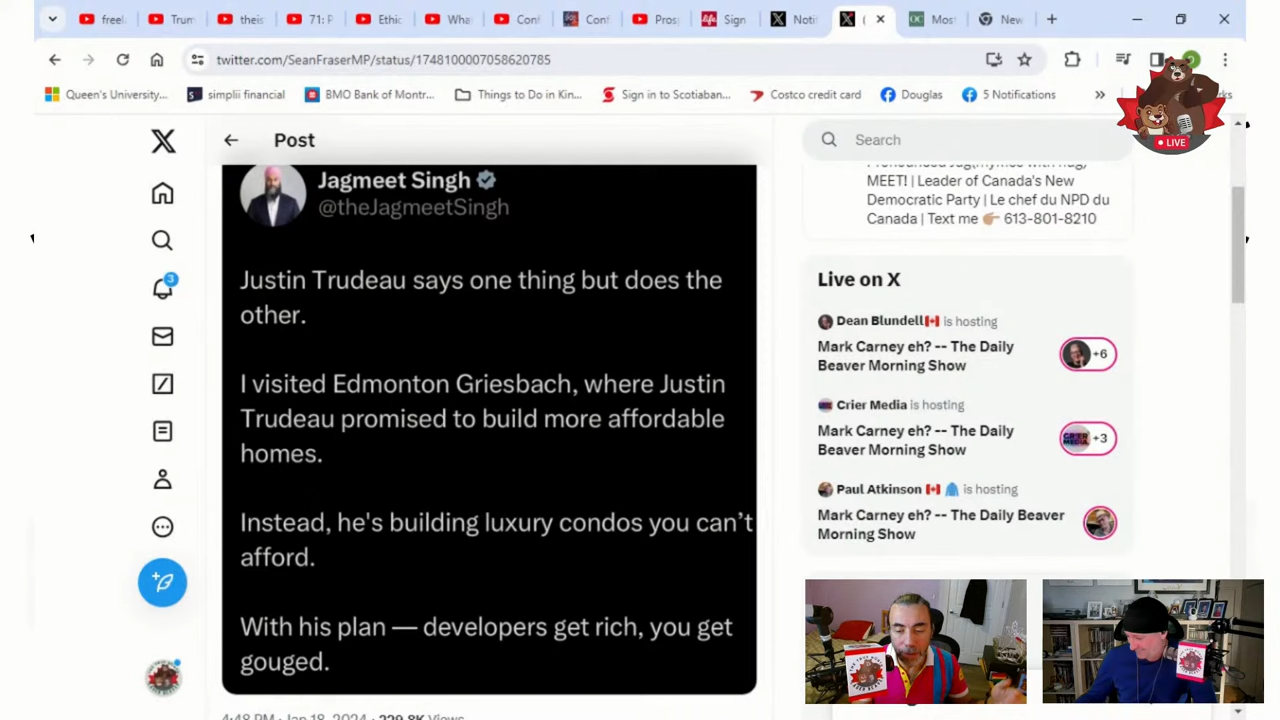 freel
Trum
theis
71: P
Ethic
Wha
Conf
Conf
Prosp
Sign
Noti
(
Mos
New
twitter.com/SeanFraserMP/status/1748100007058620785
Queen's University...
simplii financial
BMO Bank of Montr...
Things to Do in Kin...
Sign in to Scotiaban...
Costco credit card
Douglas
5 Notifications
»
LIVE
Post
Search
Jagmeet Singh
@theJagmeetSingh
Justin Trudeau says one thing but does the
other.
I visited Edmonton Griesbach, where Justin
Trudeau promised to build more affordable
homes.
Instead, he's building luxury condos you can’t
afford.
With his plan — developers get rich, you get
gouged.
4:48 PM · Jan 18, 2024 · 229.8K Views
MEET! | Leader of Canada's New
Democratic Party | Le chef du NPD du
Canada | Text me 👉🏽 613-801-8210
Live on X
Dean Blundell🇨🇦 is hosting
Mark Carney eh? -- The Daily
Beaver Morning Show
+6
Crier Media is hosting
Mark Carney eh? -- The Daily
Beaver Morning Show
+3
Paul Atkinson 🇨🇦 🧥 is hosting
Mark Carney eh? -- The Daily Beaver
Morning Show
3